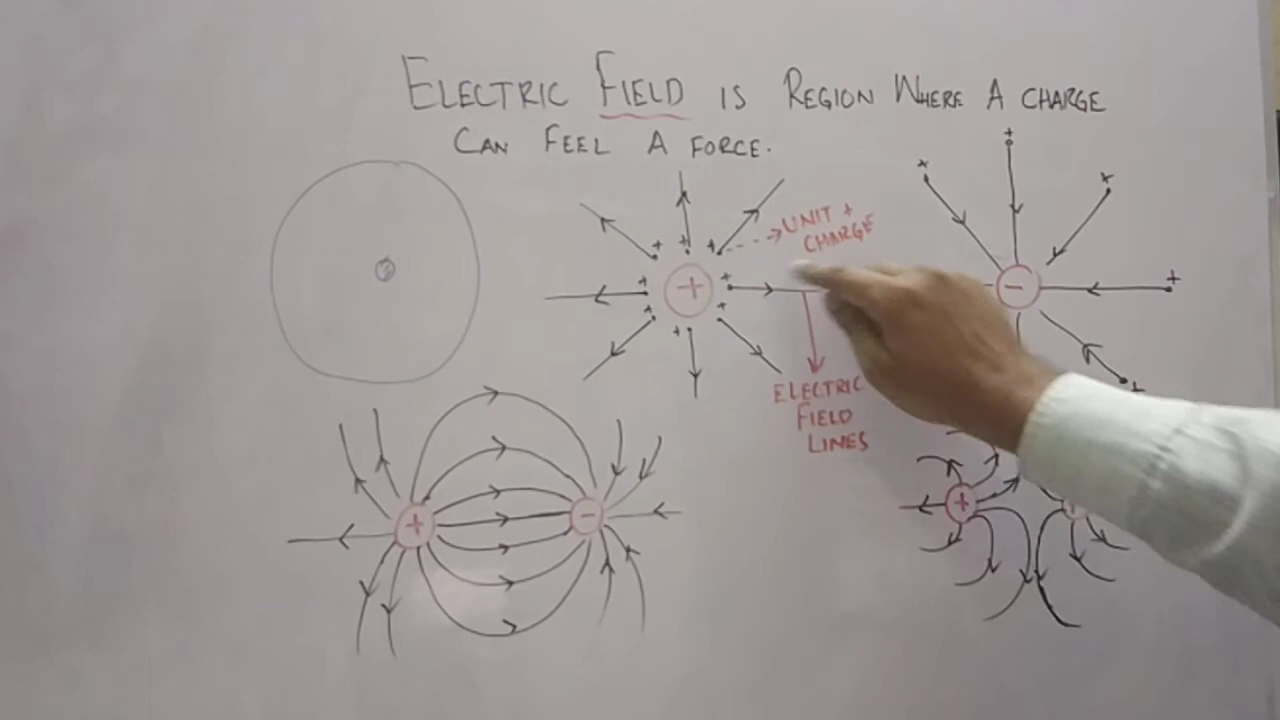 ELECTRIC FIELD IS REGION WHERE A CHARGE
CAN FEEL A FORCE.
UNIT +
CHARGE
ELECTRIC
FIELD
LINES